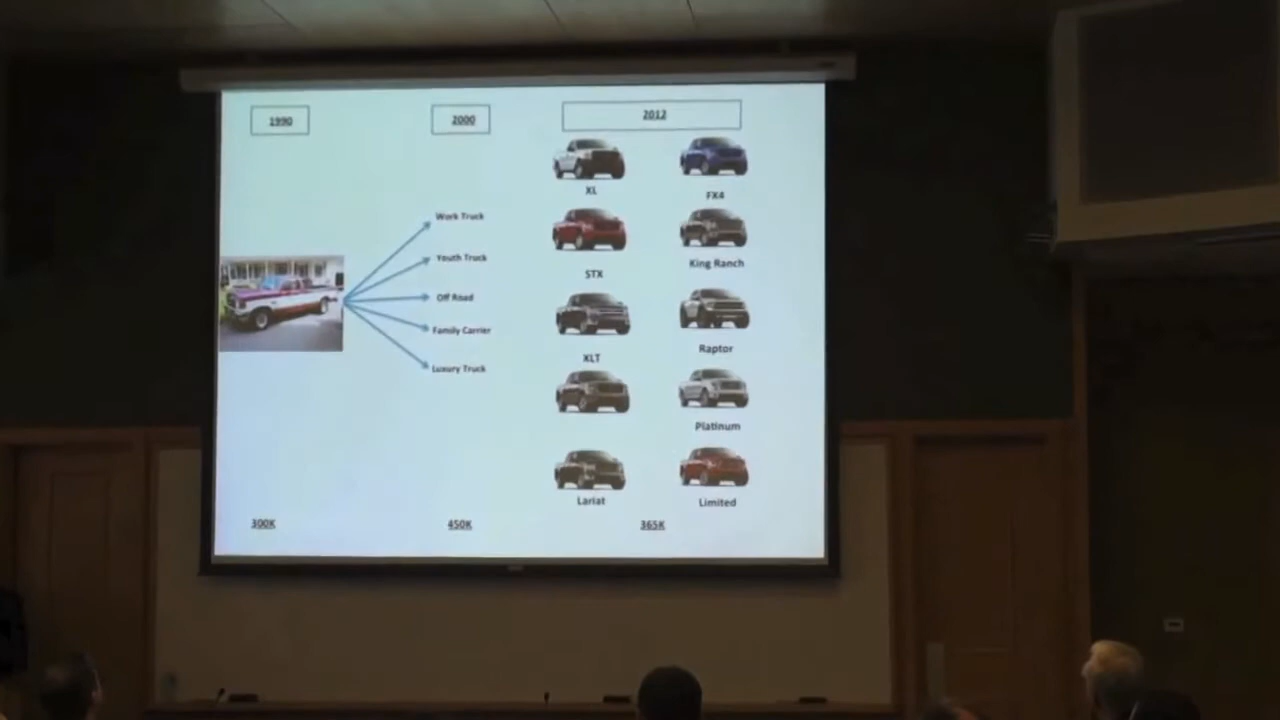 1990
2000
2012
XL
FX4
Work Truck
Youth Truck
STX
King Ranch
Off Road
Family Carrier
XLT
Raptor
Luxury Truck
Platinum
Lariat
Limited
300K
450K
365K